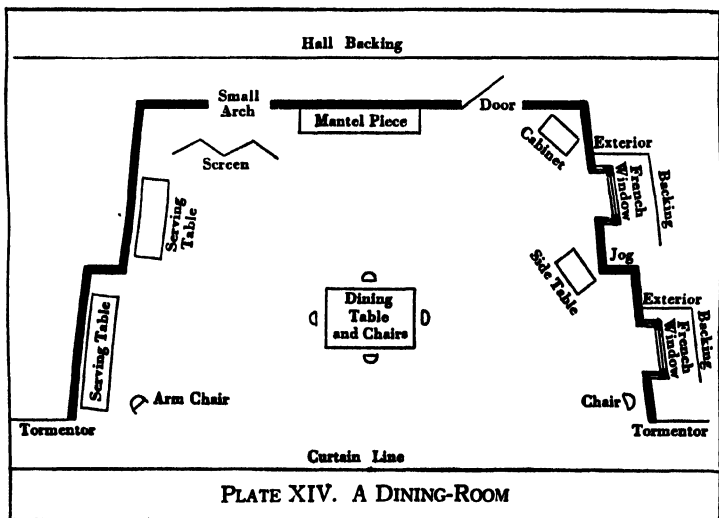 Hall Backing
Small
Arch
Mantel Piece
Door
Screen
Cabinet
Exterior
French
Window
Backing
Serving
Table
Jog
Side Table
Dining
Table
and Chairs
Exterior
French
Window
Backing
Serving Table
Arm Chair
Chair
Tormentor
Tormentor
Curtain Line
PLATE XIV. A DINING-ROOM